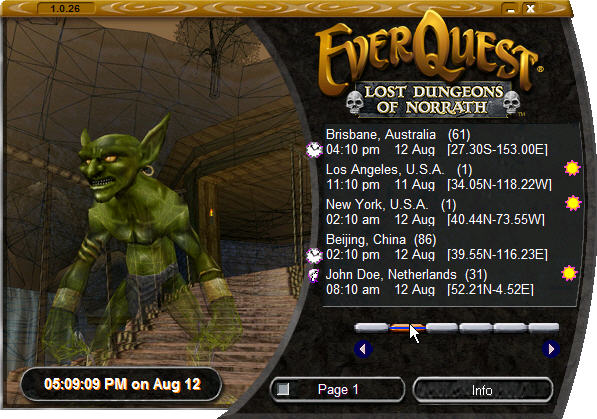 1.0.26
EVERQUEST®
LOST DUNGEONS
OF NORRATH™
Brisbane, Australia (61)
04:10 pm 12 Aug [27.30S-153.00E]
Los Angeles, U.S.A. (1)
11:10 pm 11 Aug [34.05N-118.22W]
New York, U.S.A. (1)
02:10 am 12 Aug [40.44N-73.55W]
Beijing, China (86)
02:10 pm 12 Aug [39.55N-116.23E]
John Doe, Netherlands (31)
08:10 am 12 Aug [52.21N-4.52E]
05:09:09 PM on Aug 12
Page 1
Info